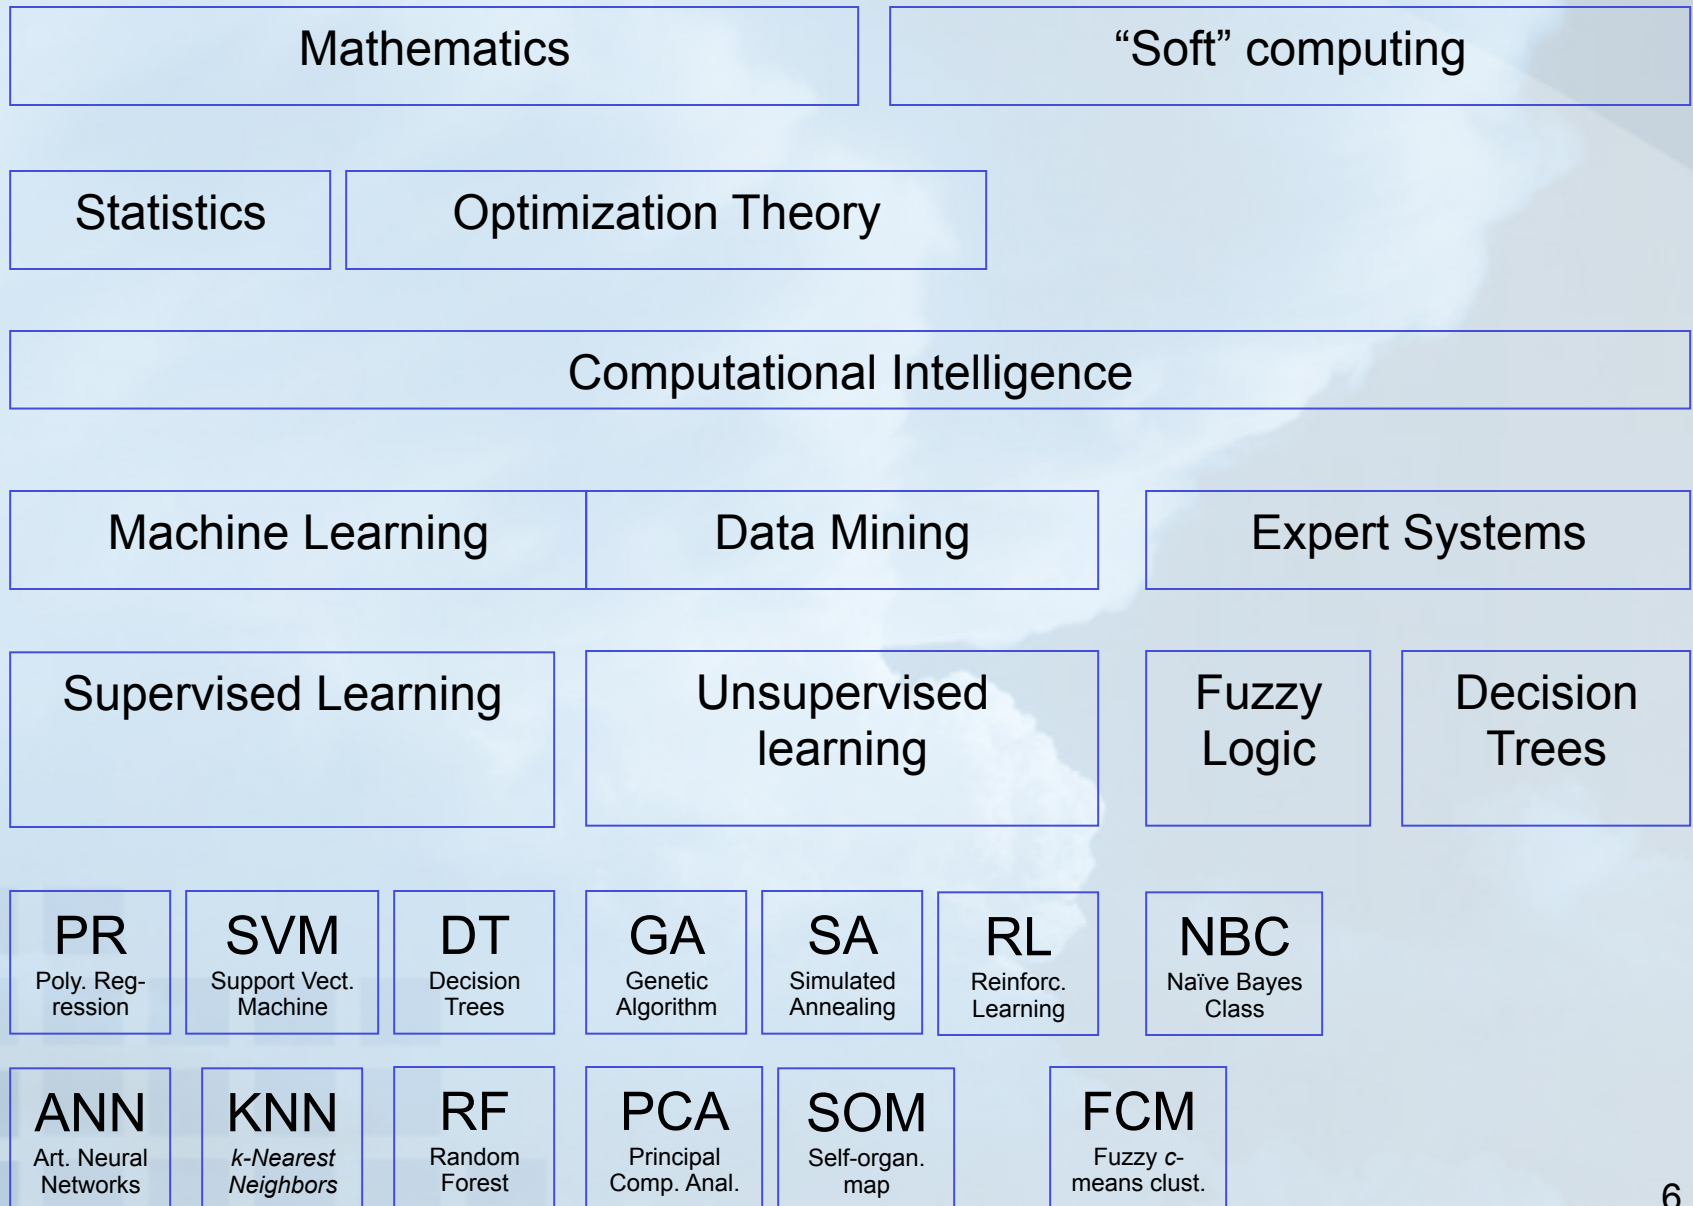 Mathematics
“Soft” computing
Statistics
Optimization Theory
Computational Intelligence
Machine Learning
Data Mining
Expert Systems
Supervised Learning
Unsupervised
learning
Fuzzy
Logic
Decision
Trees
PR
Poly. Reg-
ression
SVM
Support Vect.
Machine
DT
Decision
Trees
GA
Genetic
Algorithm
SA
Simulated
Annealing
RL
Reinforc.
Learning
NBC
Naïve Bayes
Class
ANN
Art. Neural
Networks
KNN
k-Nearest
Neighbors
RF
Random
Forest
PCA
Principal
Comp. Anal.
SOM
Self-organ.
map
FCM
Fuzzy c-
means clust.
6